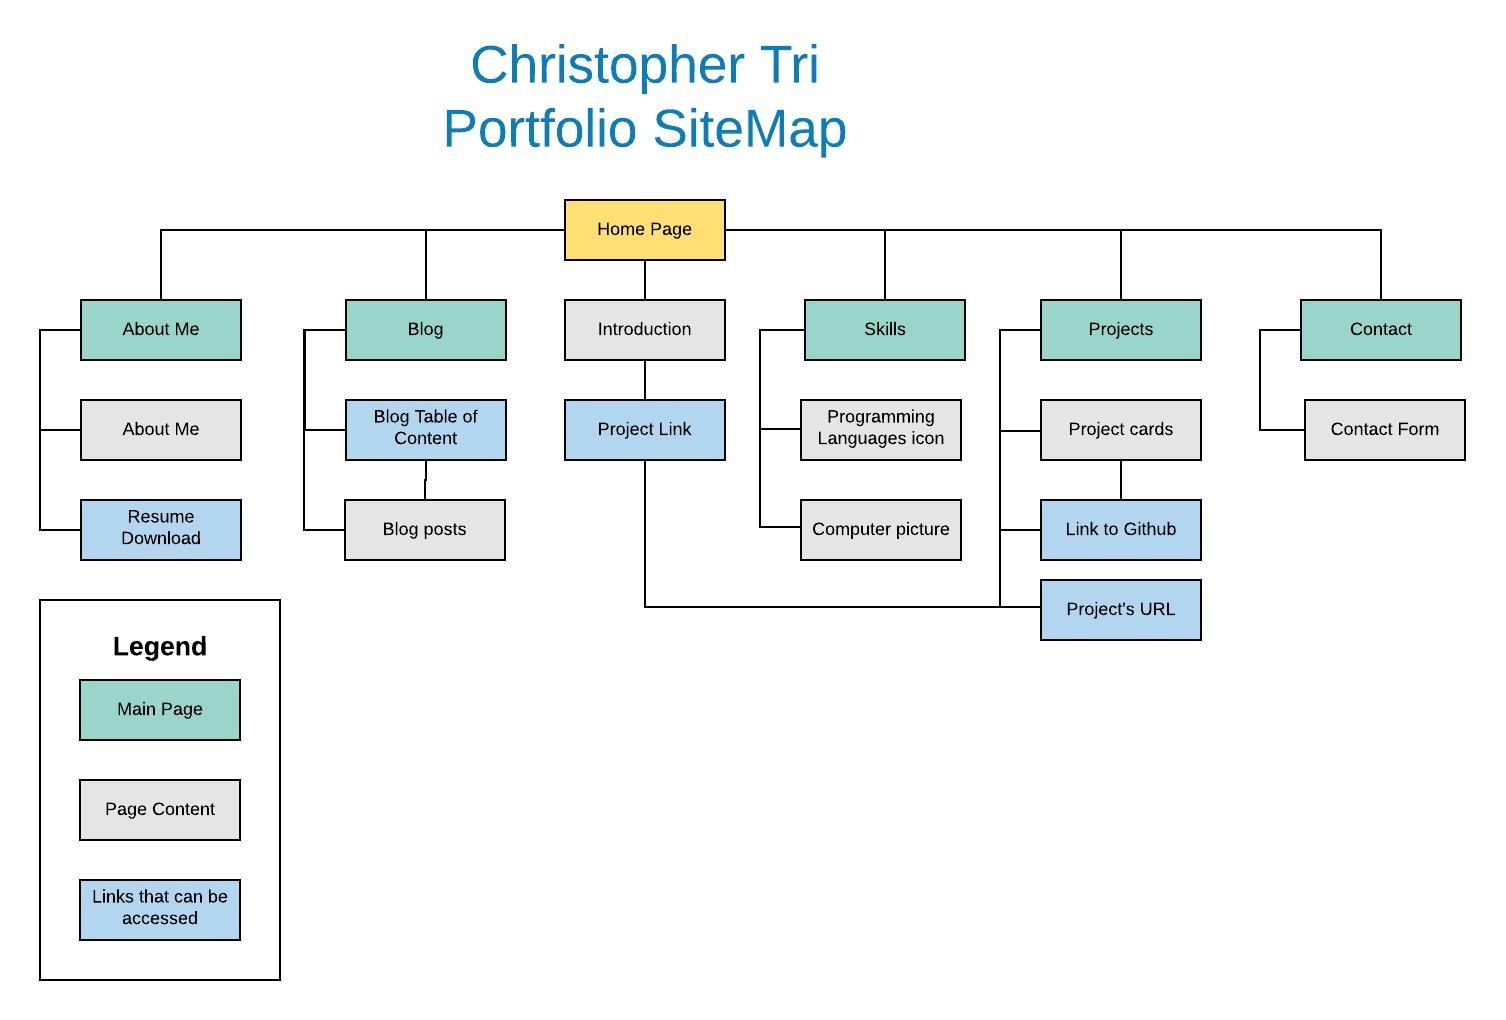 Christopher Tri
Portfolio SiteMap
Home Page
About Me
Blog
Introduction
Skills
Projects
Contact
About Me
Blog Table of
Content
Project Link
Programming
Languages icon
Project cards
Contact Form
Resume
Download
Blog posts
Computer picture
Link to Github
Project's URL
Legend
Main Page
Page Content
Links that can be
accessed